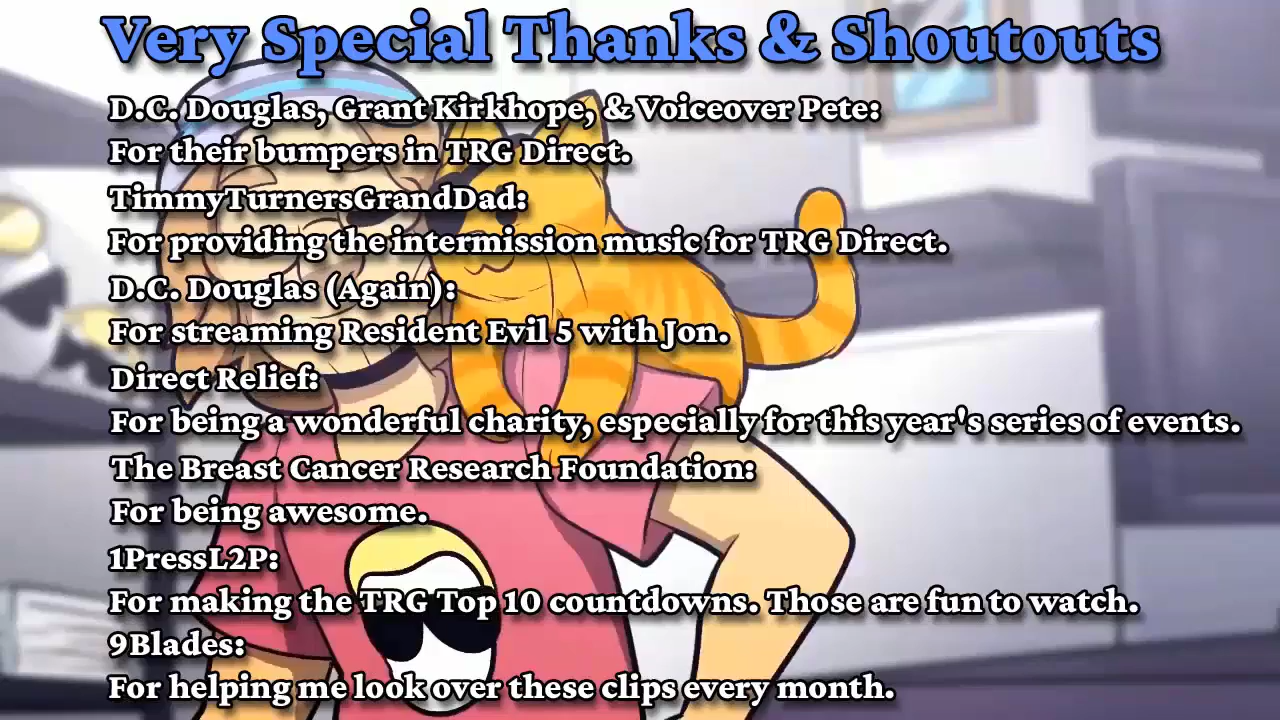 Very Special Thanks & Shoutouts
D.C. Douglas, Grant Kirkhope, & Voiceover Pete:
For their bumpers in TRG Direct.
TimmyTurnersGrandDad:
For providing the intermission music for TRG Direct.
D.C. Douglas (Again):
For streaming Resident Evil 5 with Jon.
Direct Relief:
For being a wonderful charity, especially for this year's series of events.
The Breast Cancer Research Foundation:
For being awesome.
1PressL2P:
For making the TRG Top 10 countdowns. Those are fun to watch.
9Blades:
For helping me look over these clips every month.